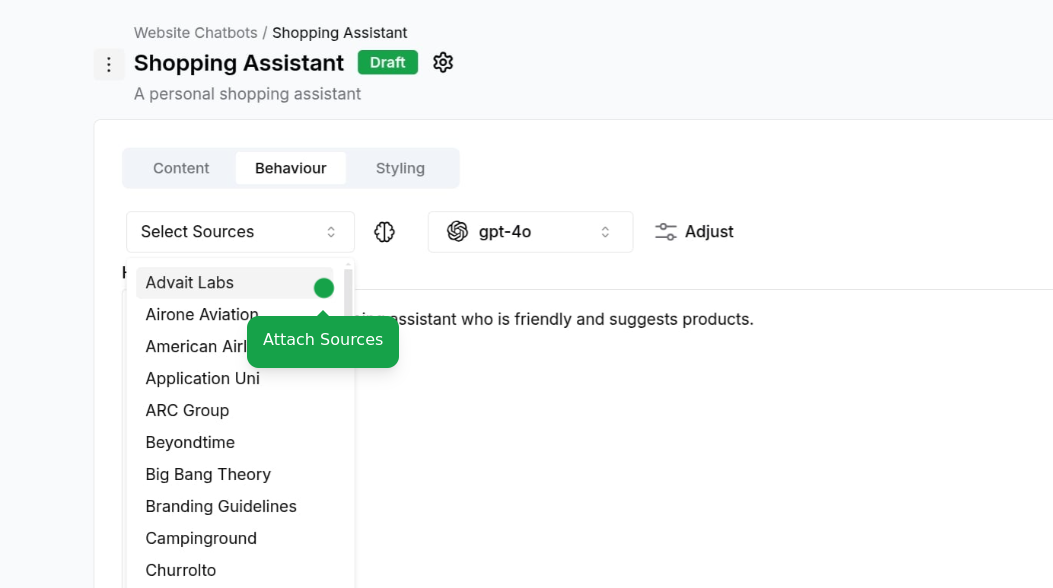 Website Chatbots / Shopping Assistant
Shopping Assistant Draft
A personal shopping assistant
Content Behaviour Styling
Select Sources gpt-4o Adjust
Advait Labs
Airone Aviation
assistant who is friendly and suggests products.
Attach Sources
American Airl
Application Uni
ARC Group
Beyondtime
Big Bang Theory
Branding Guidelines
Campinground
Churrolto